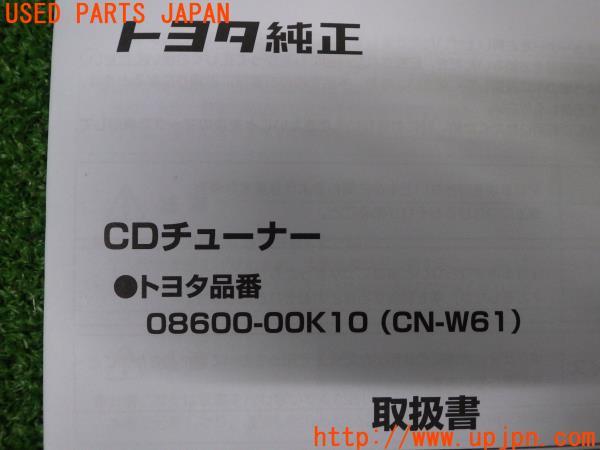 USED PARTS JAPAN
トヨタ純正
CDチューナー
●トヨタ品番
08600-00K10（CN-W61）
取扱書
http://www.upjpn.com